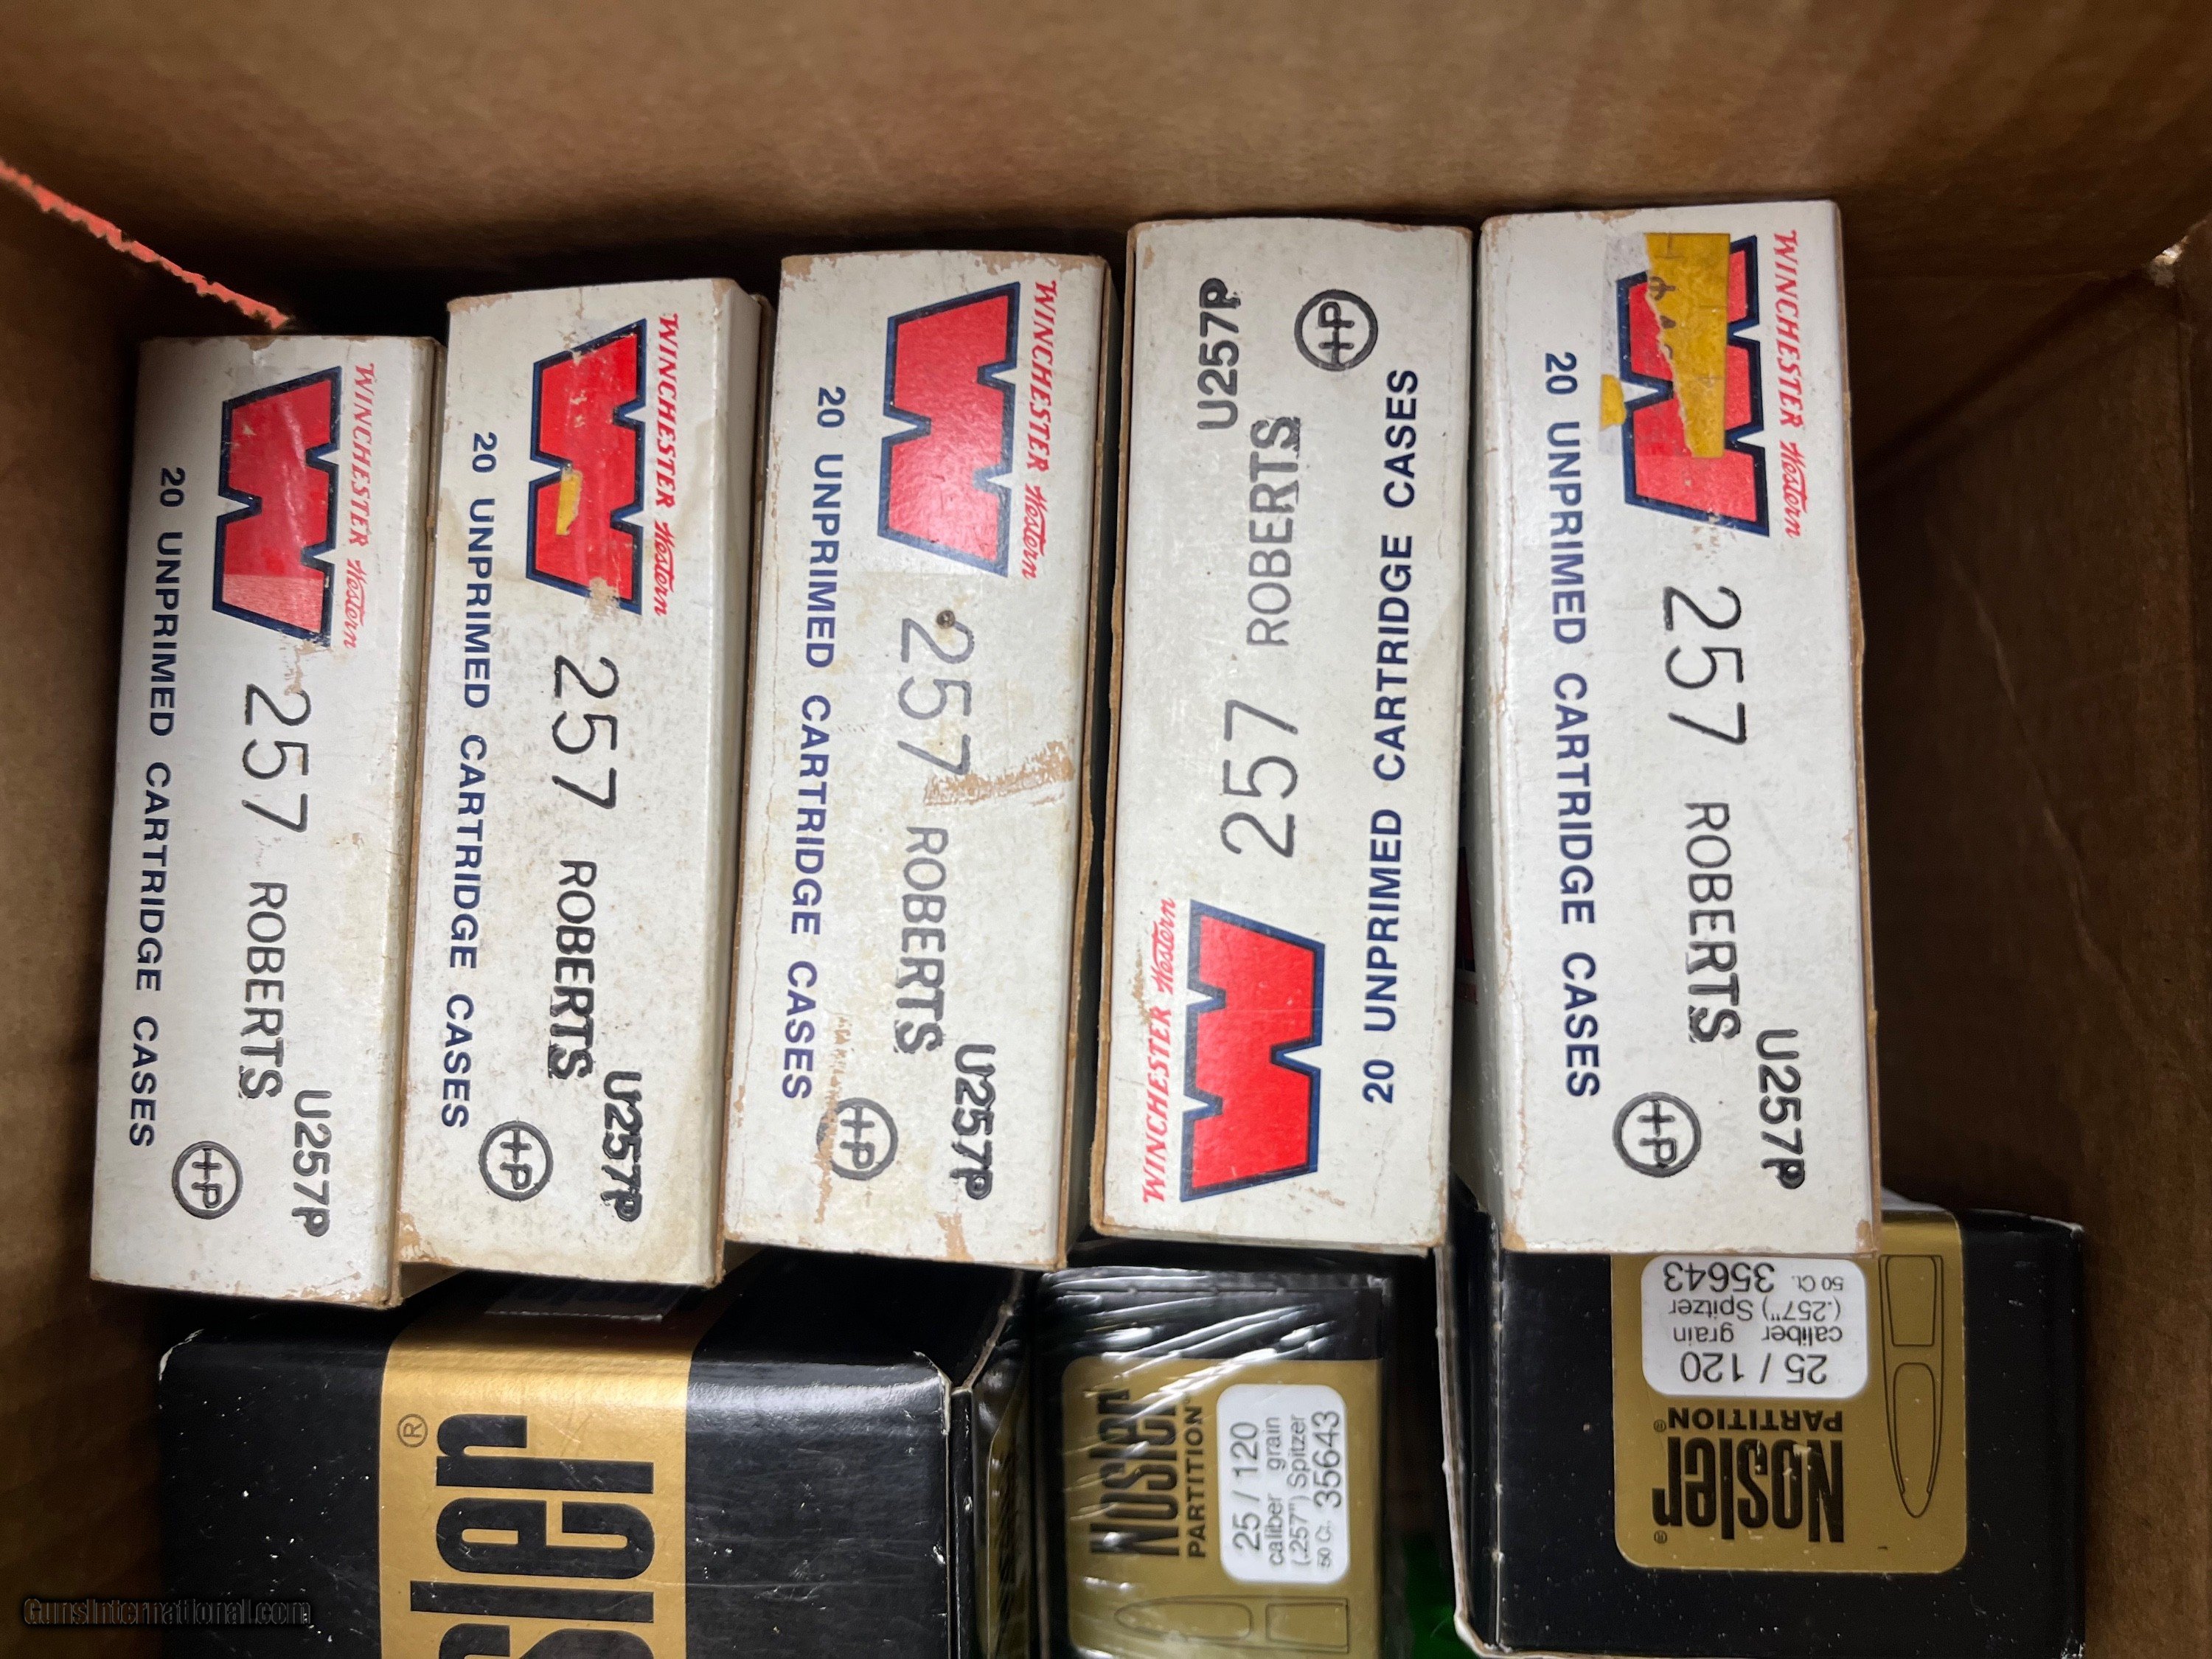 WINCHESTER Western
257 ROBERTS
U257P
20 UNPRIMED CARTRIDGE CASES
+P
WINCHESTER Western
257 ROBERTS
U257P
20 UNPRIMED CARTRIDGE CASES
+P
WINCHESTER Western
257 ROBERTS
U257P
20 UNPRIMED CARTRIDGE CASES
+P
U257P
+P
WINCHESTER Western
257 ROBERTS
20 UNPRIMED CARTRIDGE CASES
WINCHESTER Western
257 ROBERTS
U257P
20 UNPRIMED CARTRIDGE CASES
+P
sler®
Nosler
PARTITION
25 / 120
caliber grain
(.257") Spitzer
50 C. 35643
Nosler®
PARTITION®
25 / 120
caliber grain
(.257") Spitzer
50 Ct. 35643
GunsInternational.com